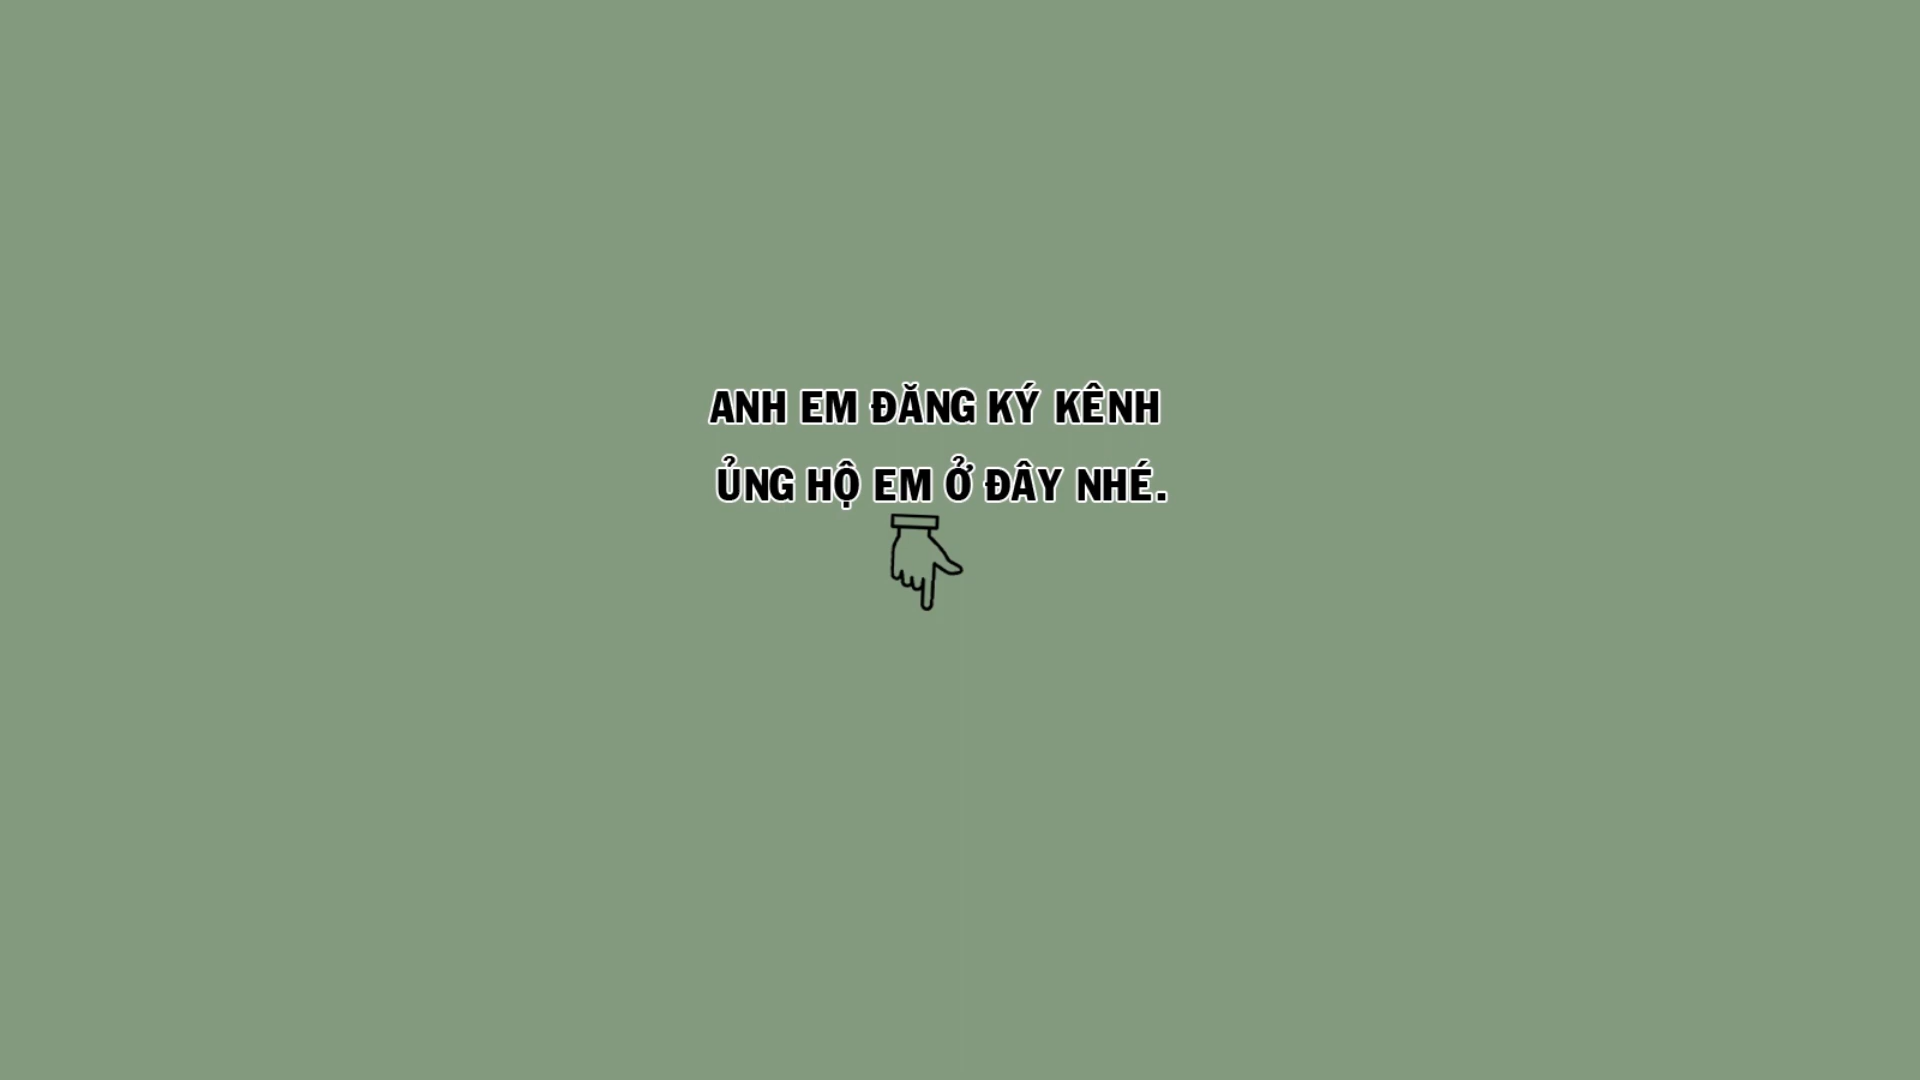 ANH EM ĐĂNG KÝ KÊNH
ỦNG HỘ EM Ở ĐÂY NHÉ.